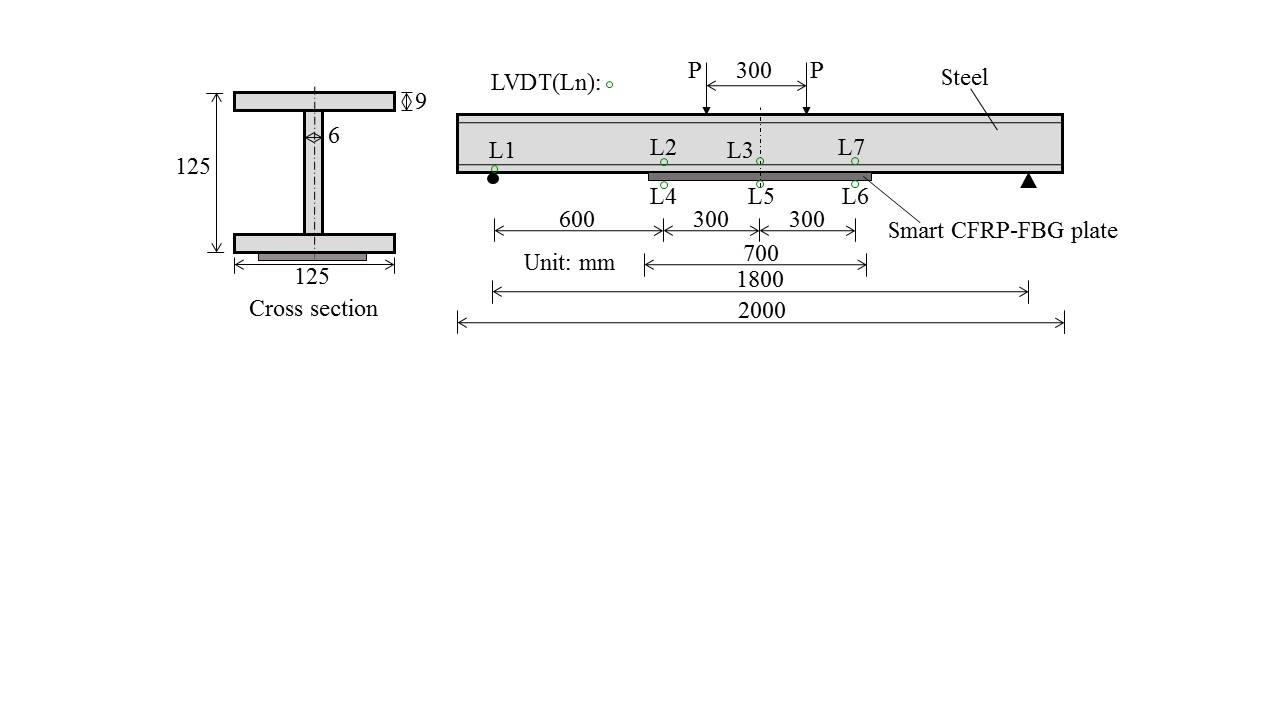 P 300 P
LVDT(Ln):
Steel
9
6
125
L1
L2
L3
L7
L4
L5
L6
600
300
300
Smart CFRP-FBG plate
700
Unit: mm
125
1800
Cross section
2000